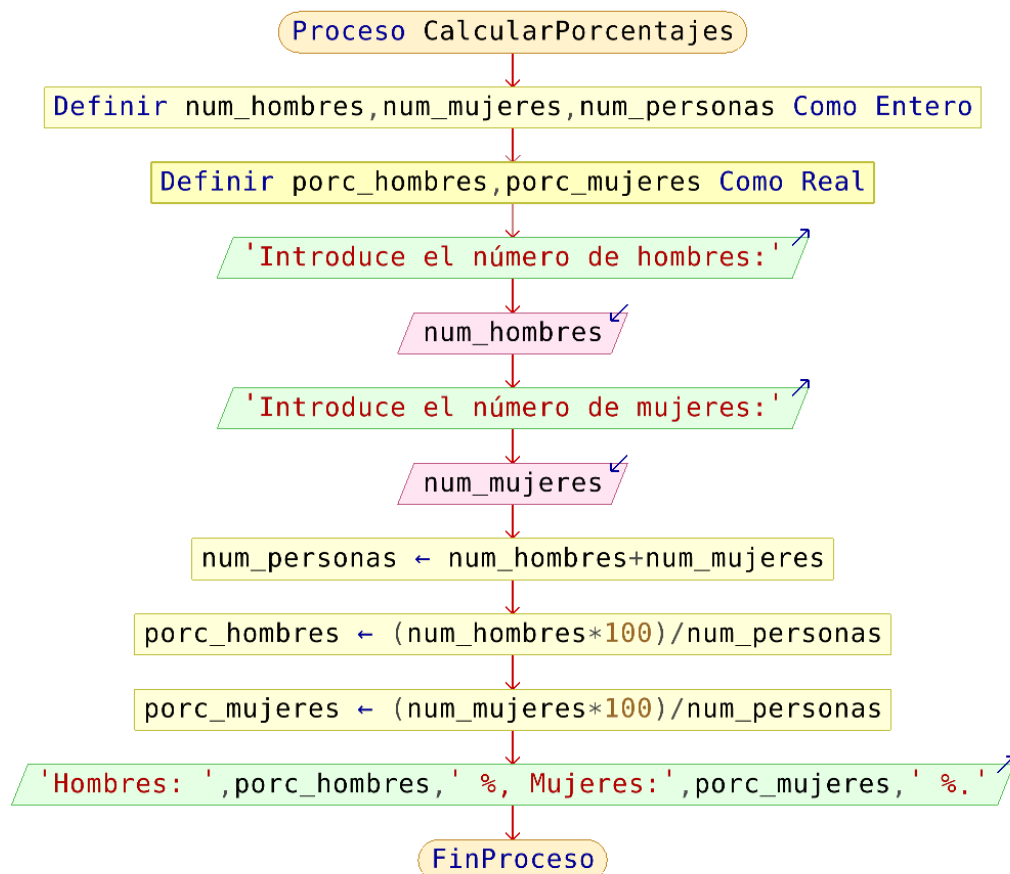 Proceso CalcularPorcentajes
Definir num_hombres,num_mujeres,num_personas Como Entero
Definir porc_hombres,porc_mujeres Como Real
'Introduce el número de hombres:'
num_hombres
'Introduce el número de mujeres:'
num_mujeres
num_personas ← num_hombres+num_mujeres
porc_hombres ← (num_hombres*100)/num_personas
porc_mujeres ← (num_mujeres*100)/num_personas
'Hombres: ',porc_hombres,' %, Mujeres:',porc_mujeres,' %.'
FinProceso